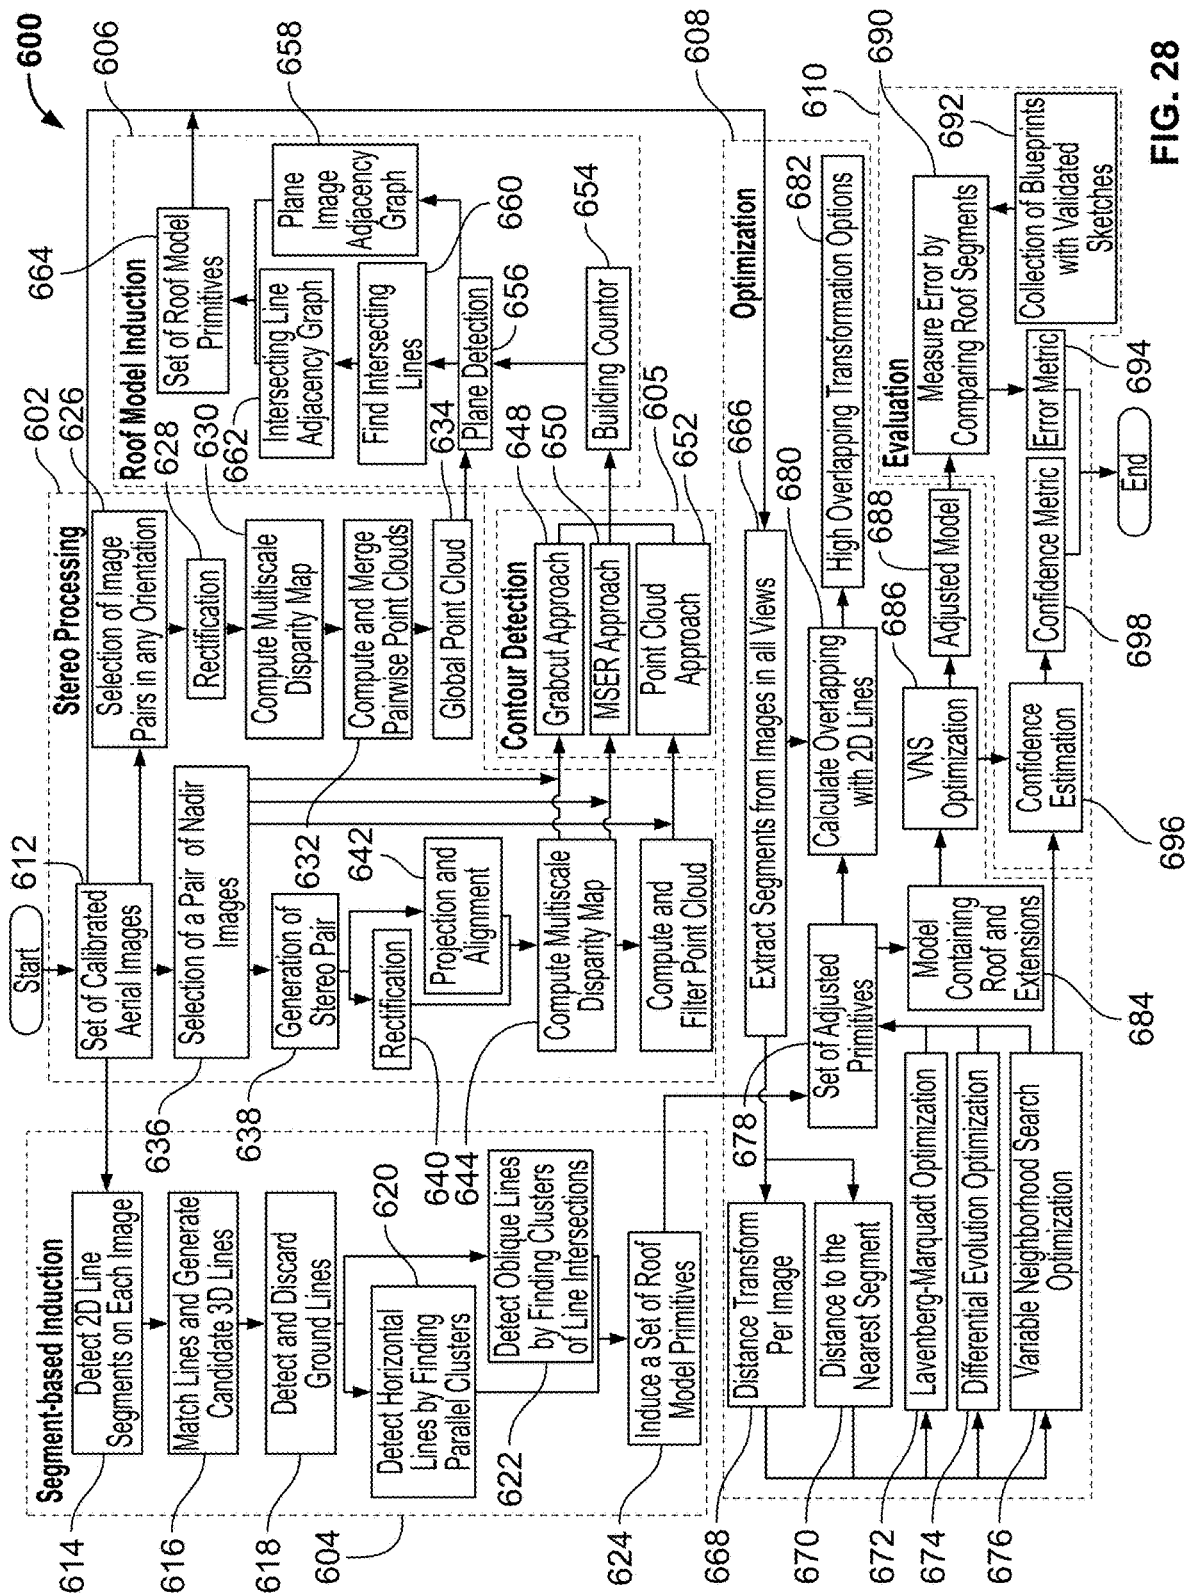 600
Start
612
Set of Calibrated
Aerial Images
Segment-based Induction
614
Detect 2D Line
Segments on Each Image
616
Match Lines and Generate
Candidate 3D Lines
618
Detect and Discard
Ground Lines
604
620
Detect Horizontal
Lines by Finding
Parallel Clusters
622
Detect Oblique Lines
by Finding Clusters
of Line Intersections
624
Induce a Set of Roof
Model Primitives
Stereo Processing
602
626
Selection of Image
Pairs in any Orientation
628
Rectification
630
Compute Multiscale
Disparity Map
632
Compute and Merge
Pairwise Point Clouds
634
Global Point Cloud
636
Selection of a Pair of Nadir
Images
638
Generation of
Stereo Pair
640
Rectification
642
Projection and
Alignment
644
Compute Multiscale
Disparity Map
Compute and
Filter Point Cloud
Contour Detection
605
648
Grabcut Approach
650
MSER Approach
652
Point Cloud
Approach
Roof Model Induction
606
654
Building Countor
656
Plane Detection
658
Plane
Image
Adjacency
Graph
660
Find Intersecting
Lines
662
Intersecting Line
Adjacency Graph
664
Set of Roof Model
Primitives
Optimization
608
666
Extract Segments from Images in all Views
668
Distance Transform
Per Image
670
Distance to the
Nearest Segment
672
Lavenberg-Marquadt Optimization
674
Differential Evolution Optimization
676
Variable Neighborhood Search
Optimization
678
Set of Adjusted
Primitives
680
Calculate Overlapping
with 2D Lines
682
High Overlapping Transformation Options
684
Model
Containing
Roof and
Extensions
686
VNS
Optimization
688
Adjusted Model
Evaluation
610
690
Measure Error by
Comparing Roof Segments
692
Collection of Blueprints
with Validated
Sketches
694
Error Metric
696
Confidence
Estimation
698
Confidence Metric
End
FIG. 28